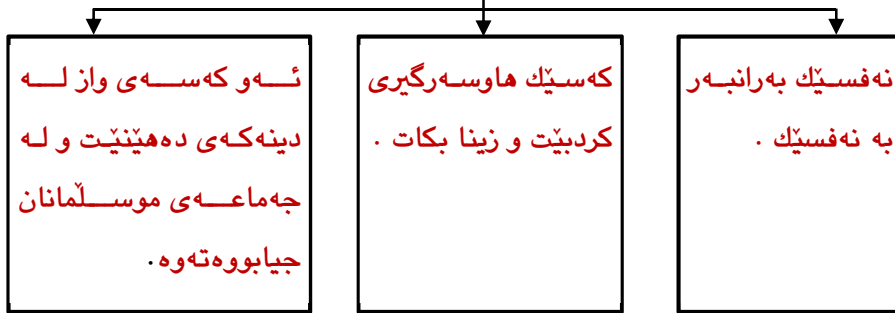 نەفسێك بەرانبەر
بە نەفسێك .
كەسێك هاوسەرگیری
كردبێت و زینا بكات .
ئەو كەسەی واز لە
دینەكەی دەهێنێت و لە
جەماعەی موسڵمانان
جیابووەتەوە.